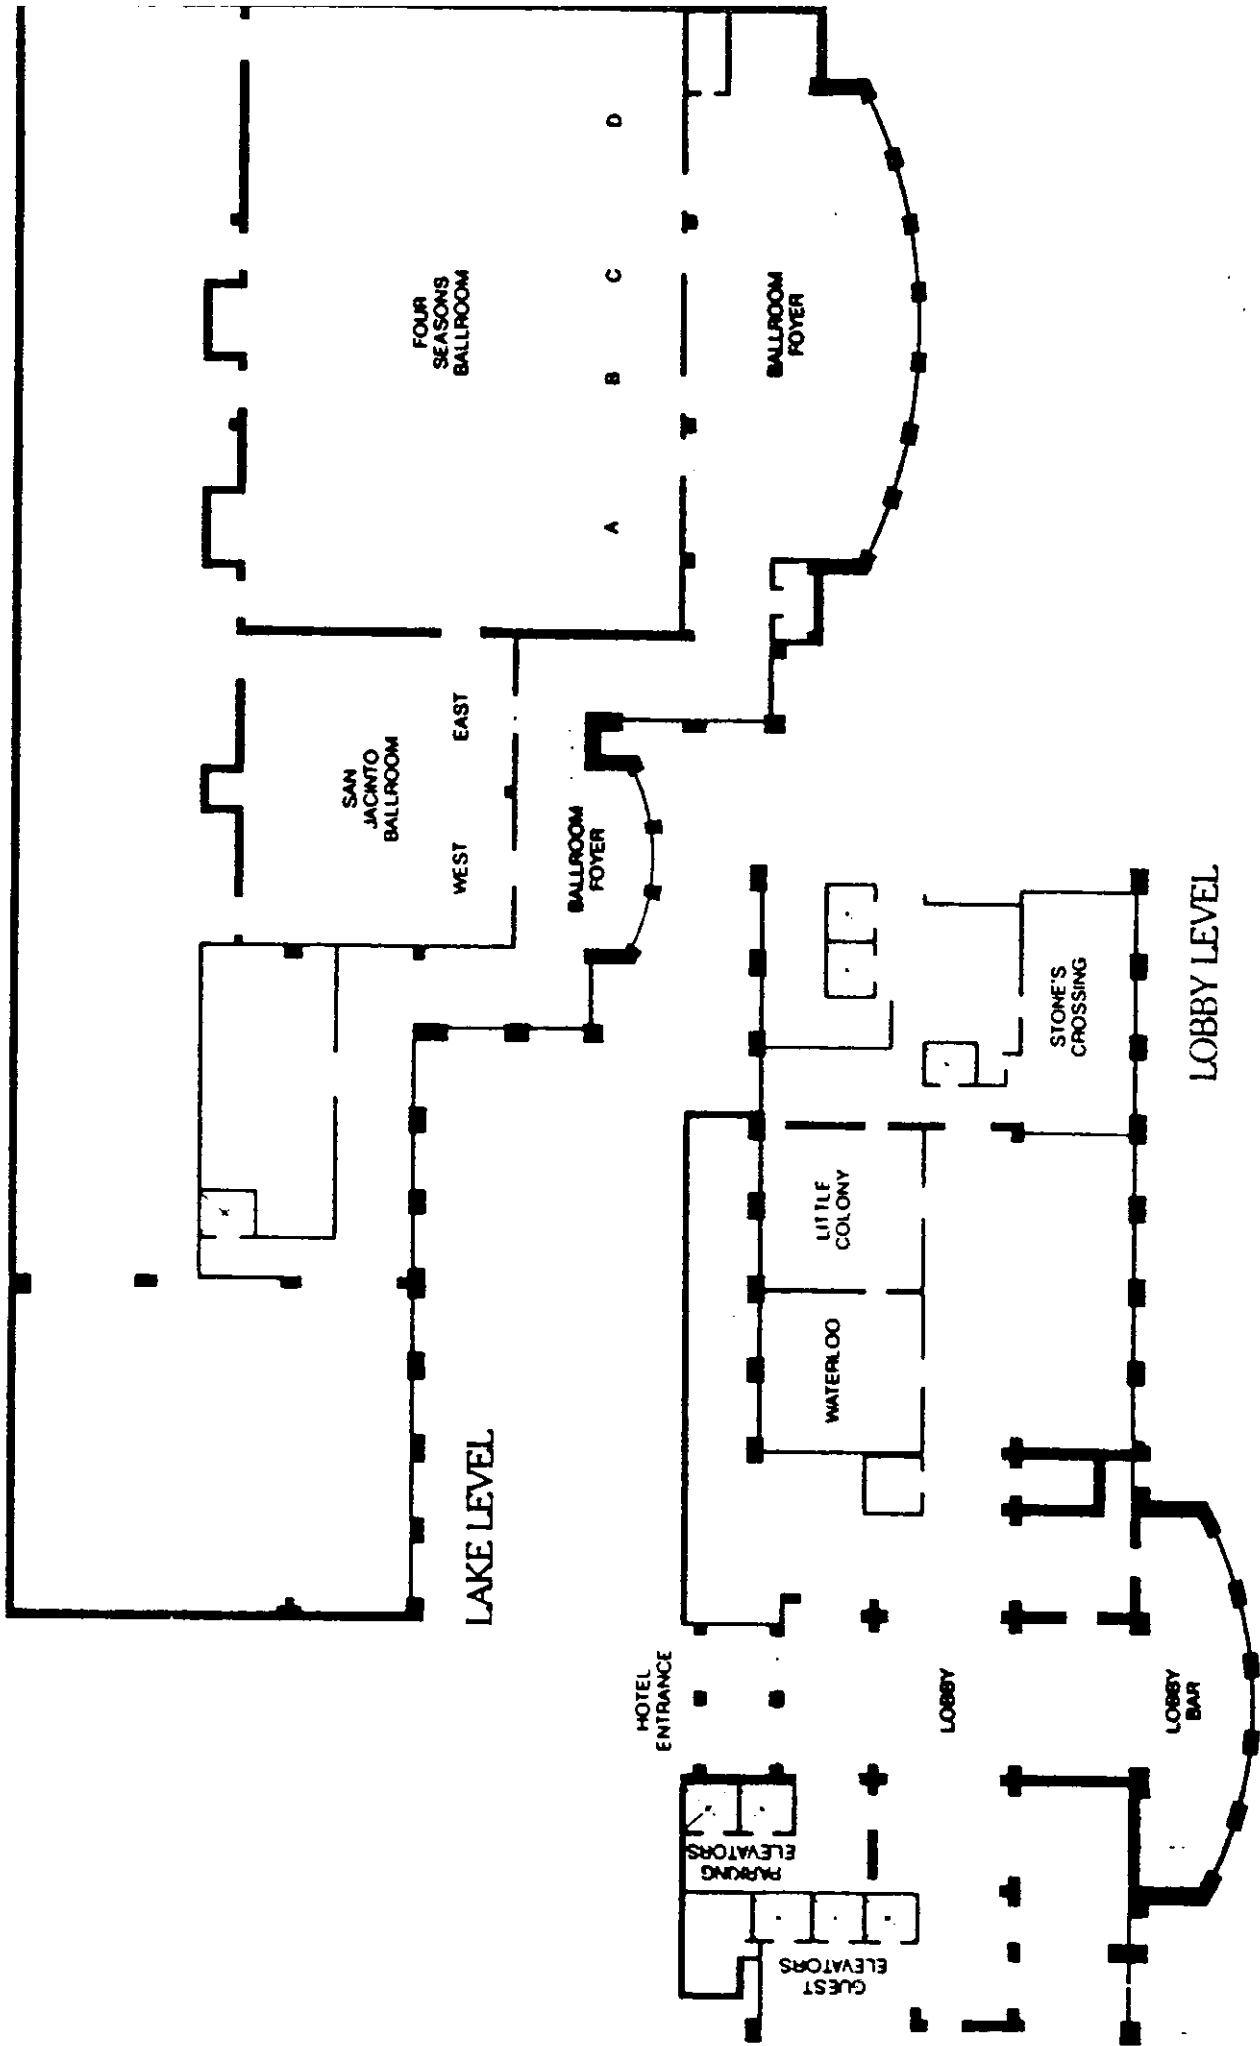 FOUR
SEASONS
BALLROOM
A
B
C
D
SAN
JACINTO
BALLROOM
WEST
EAST
BALLROOM
FOYER
BALLROOM
FOYER
LAKE LEVEL
HOTEL
ENTRANCE
PARKING
ELEVATORS
GUEST
ELEVATORS
LOBBY
LOBBY
BAR
WATERLOO
LITTLE
COLONY
STONE'S
CROSSING
LOBBY LEVEL